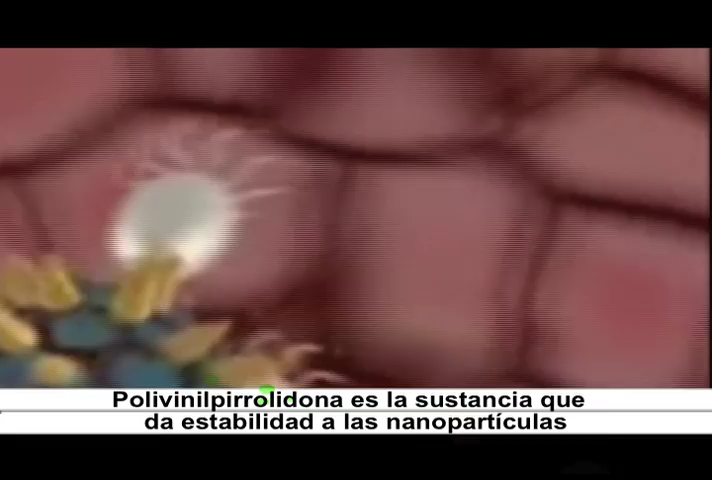 Polivinilpirrolidona es la sustancia que
da estabilidad a las nanopartículas